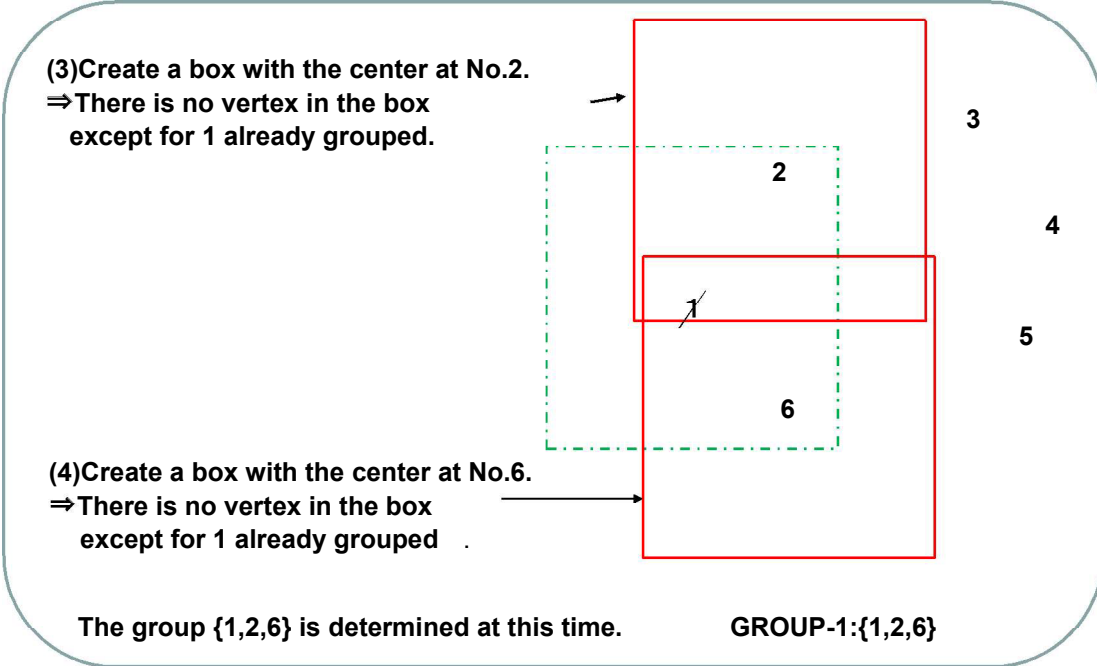 (3)Create a box with the center at No.2.
⇒There is no vertex in the box
except for 1 already grouped.
3
2
4
1
5
6
(4)Create a box with the center at No.6.
⇒There is no vertex in the box
except for 1 already grouped .
The group {1,2,6} is determined at this time. GROUP-1:{1,2,6}